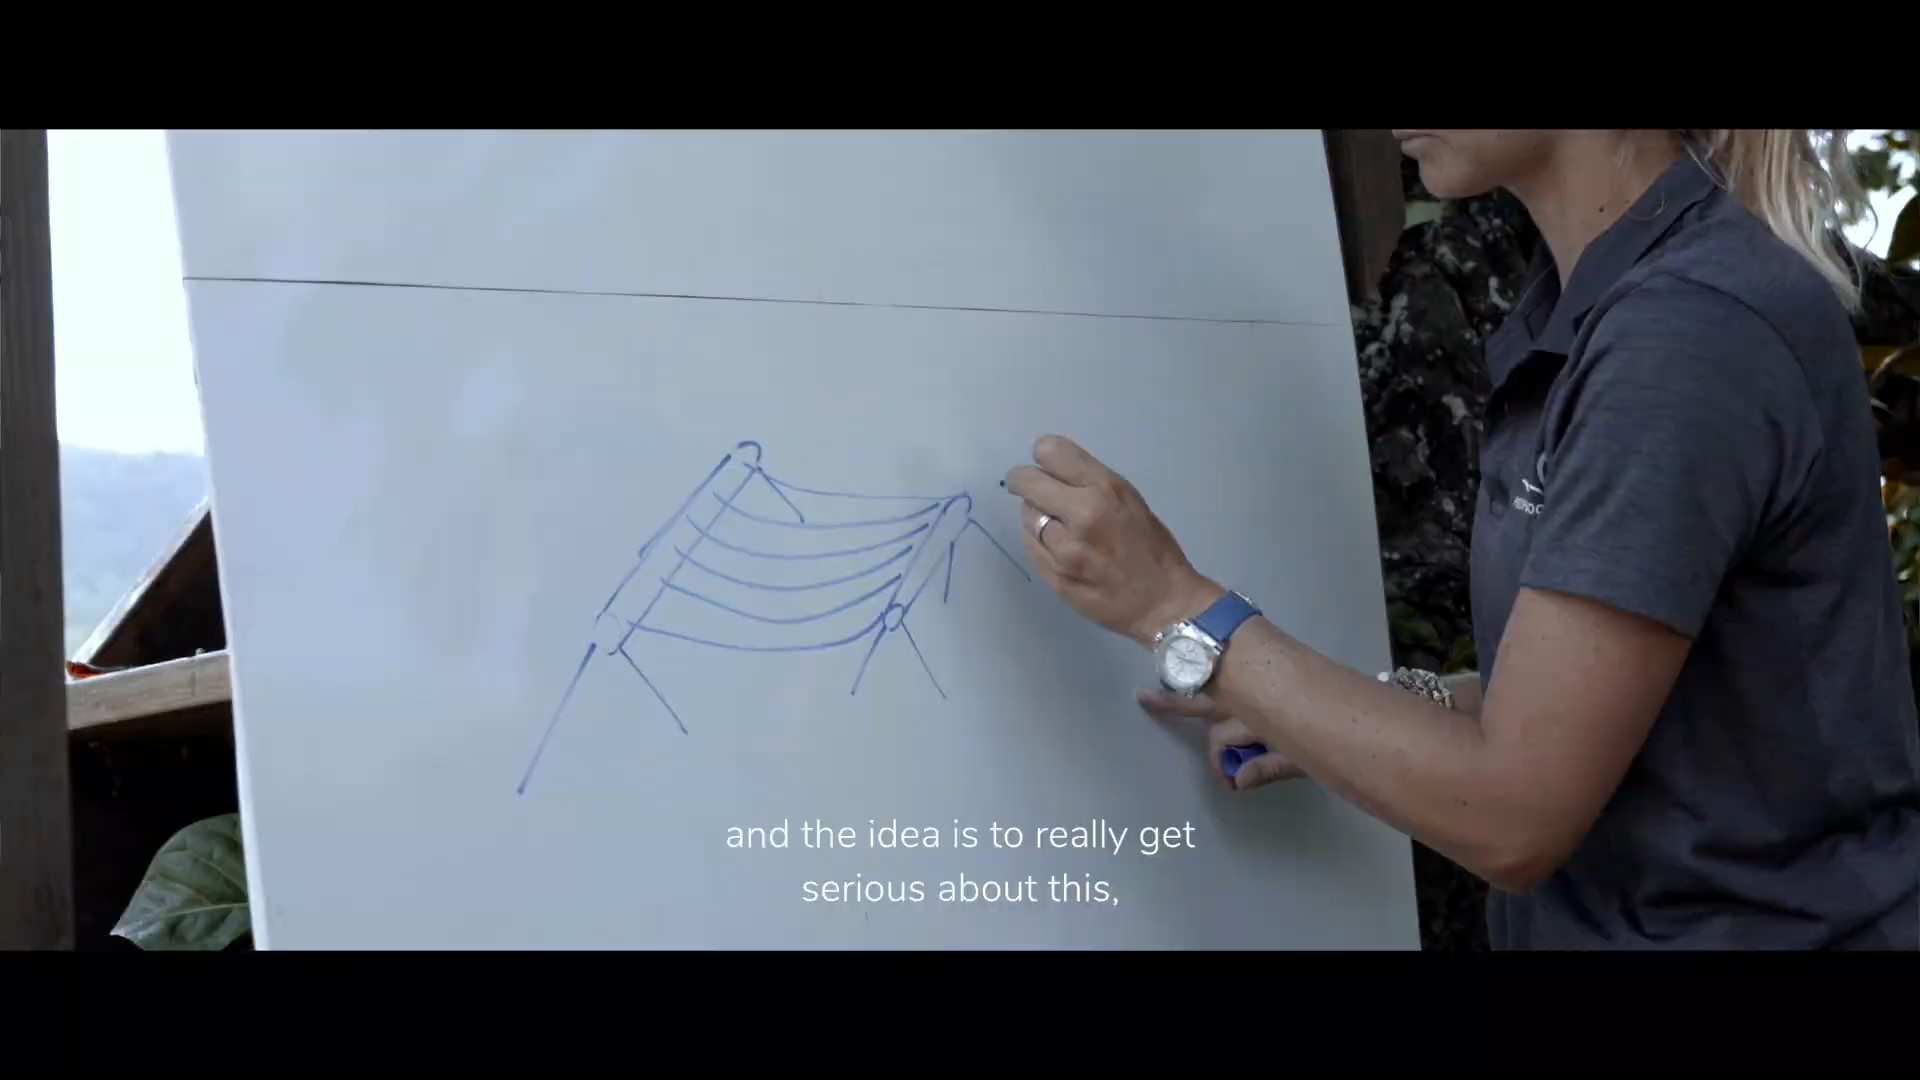 and the idea is to really get
serious about this,